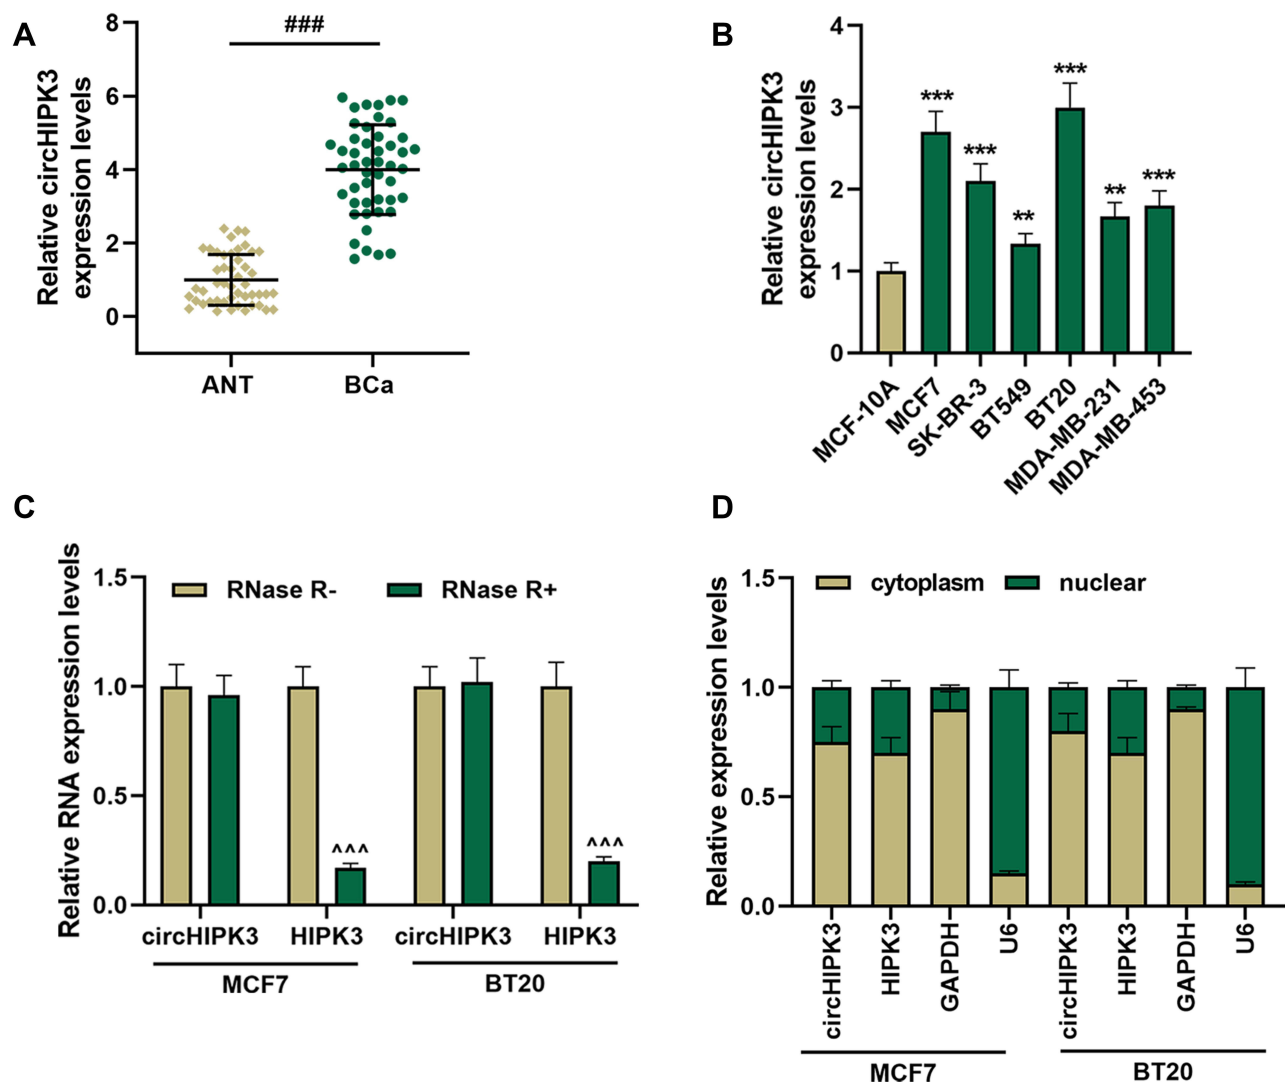 A
Relative circHIPK3
expression levels
8
6
4
2
0
###
ANT
BCa
B
Relative circHIPK3
expression levels
4
3
2
1
0
***
***
**
***
**
***
MCF-10A
MCF7
SK-BR-3
BT549
BT20
MDA-MB-231
MDA-MB-453
C
Relative RNA expression levels
1.5
1.0
0.5
0.0
RNase R-
RNase R+
^^^
^^^
circHIPK3
HIPK3
circHIPK3
HIPK3
MCF7
BT20
D
Relative expression levels
1.5
1.0
0.5
0.0
cytoplasm
nuclear
circHIPK3
HIPK3
GAPDH
U6
circHIPK3
HIPK3
GAPDH
U6
MCF7
BT20